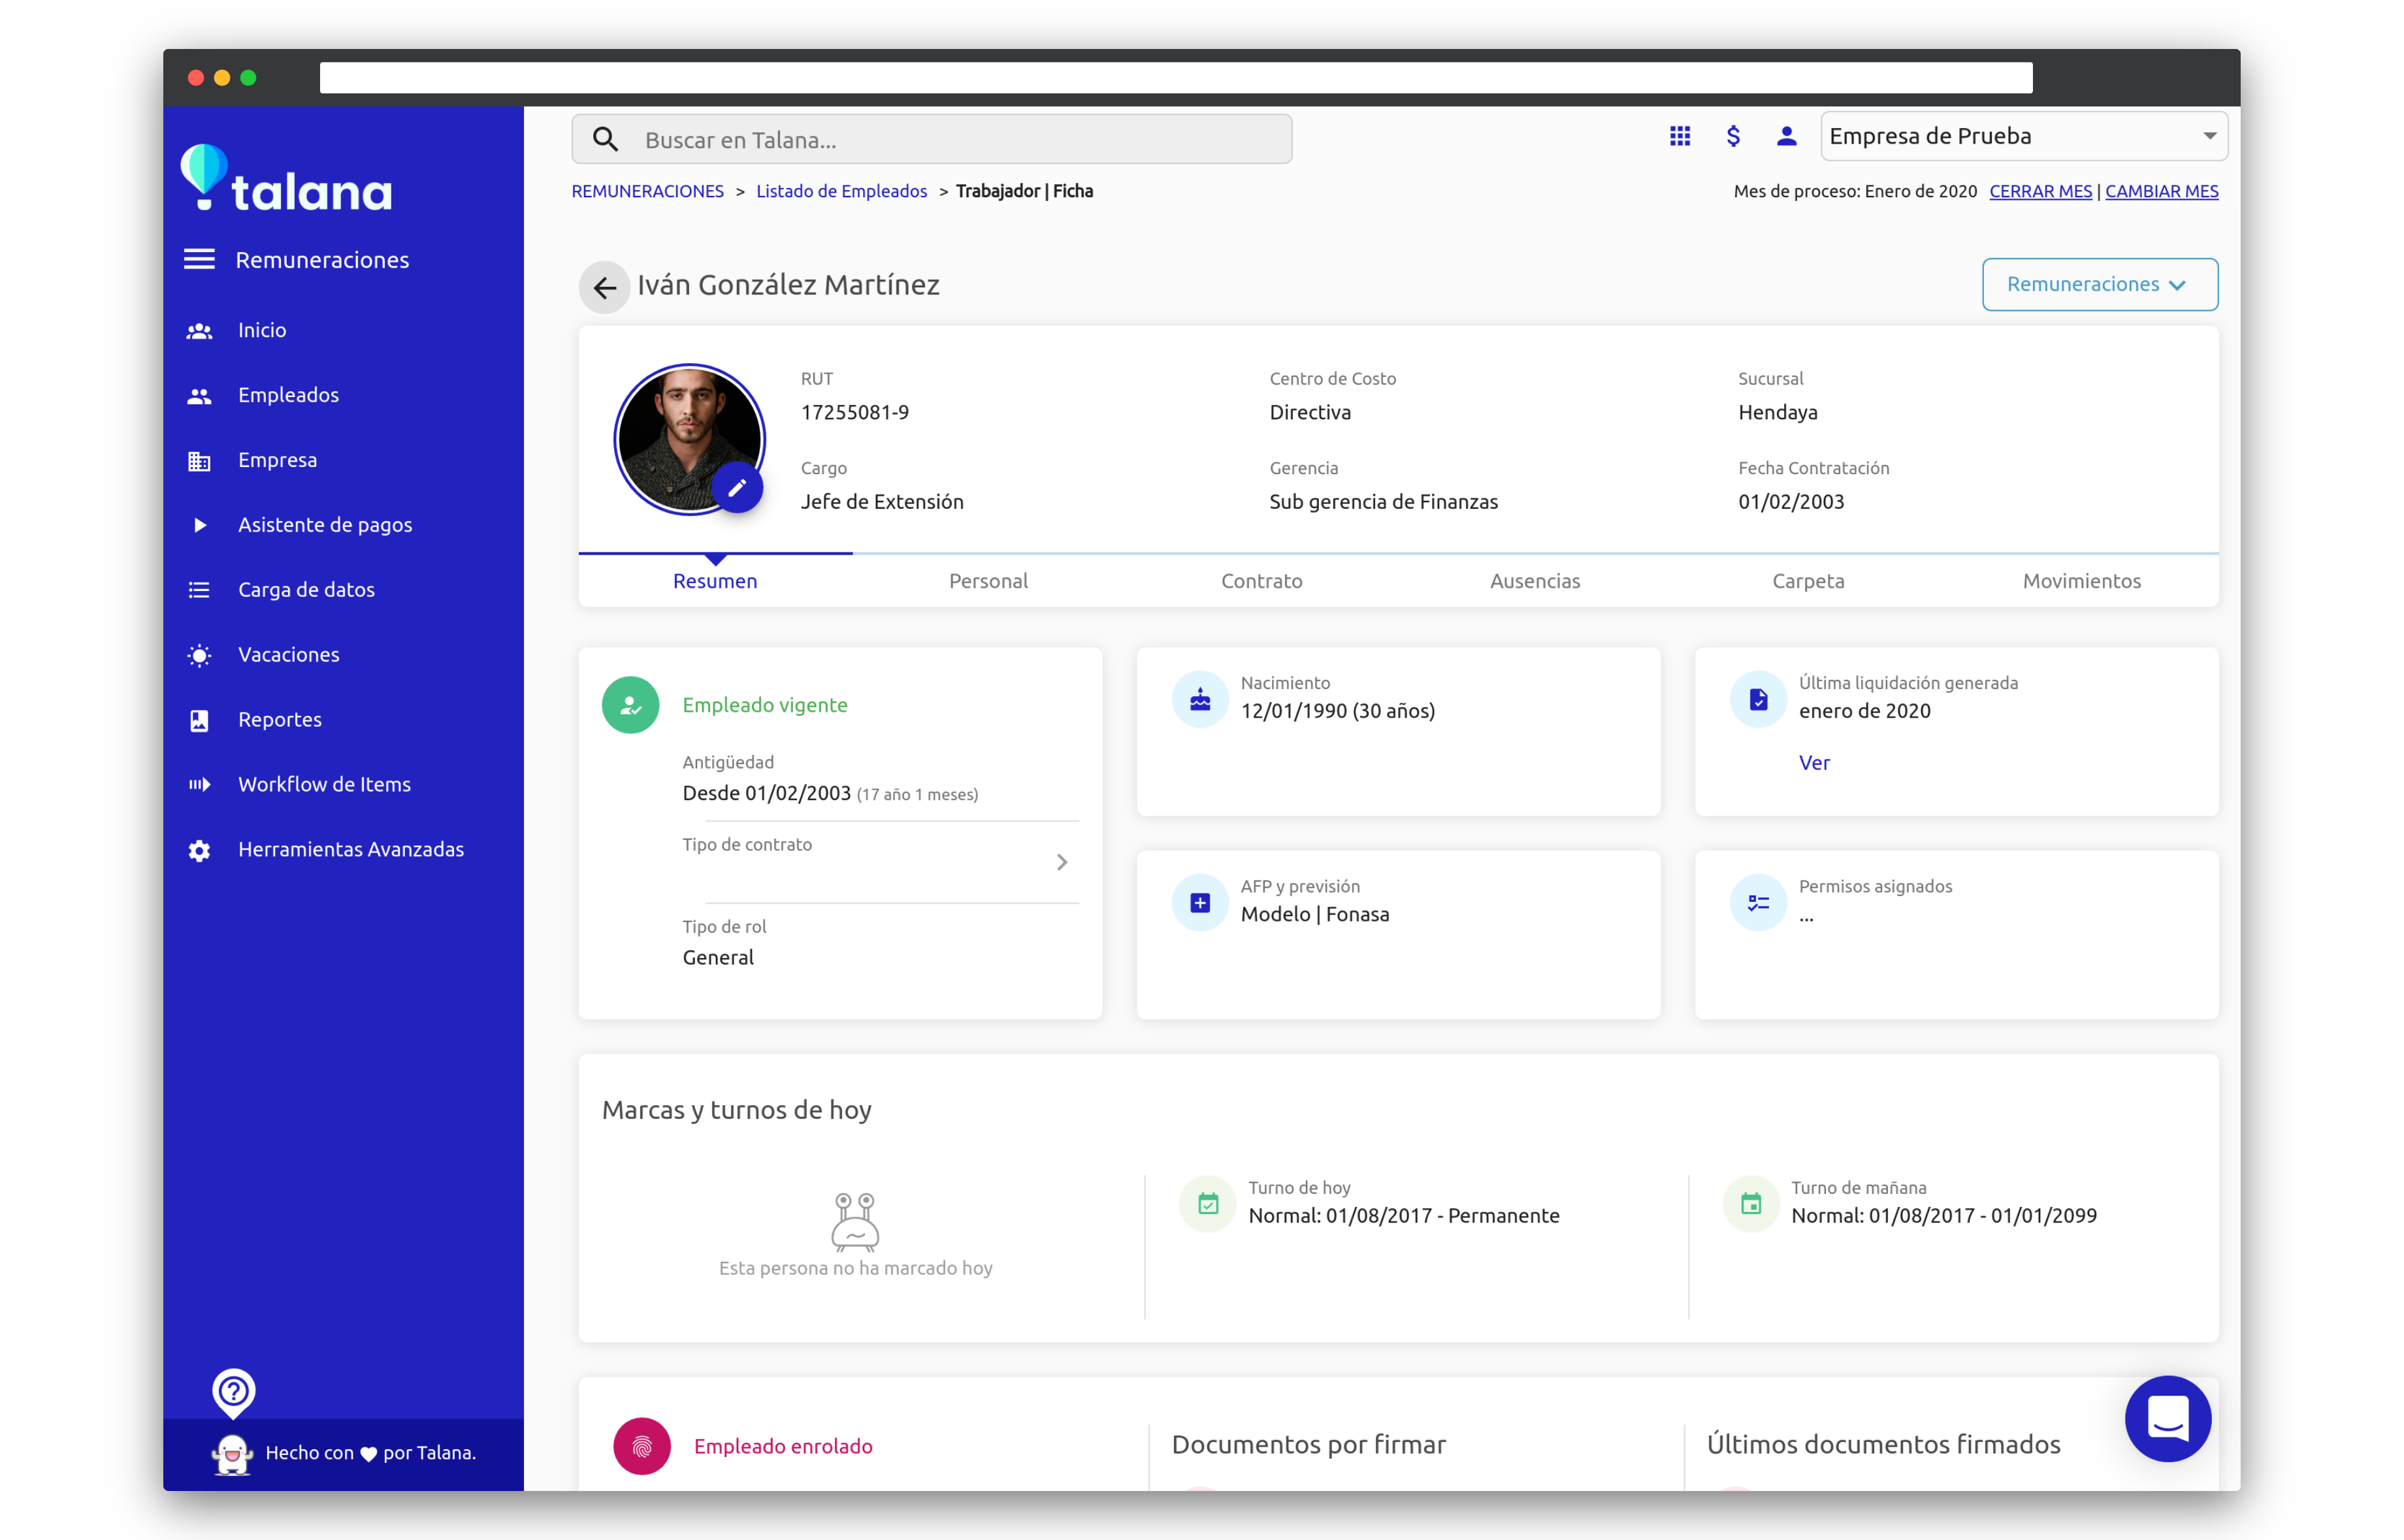 talana
Remuneraciones
Inicio
Empleados
Empresa
Asistente de pagos
Carga de datos
Vacaciones
Reportes
Workflow de Items
Herramientas Avanzadas
Hecho con por Talana.
Buscar en Talana...
Empresa de Prueba
REMUNERACIONES > Listado de Empleados > Trabajador | Ficha
Mes de proceso: Enero de 2020 CERRAR MES | CAMBIAR MES
Iván González Martínez
Remuneraciones
RUT
17255081-9
Centro de Costo
Directiva
Sucursal
Hendaya
Cargo
Jefe de Extensión
Gerencia
Sub gerencia de Finanzas
Fecha Contratación
01/02/2003
Resumen Personal Contrato Ausencias Carpeta Movimientos
Empleado vigente
Antigüedad
Desde 01/02/2003 (17 año 1 meses)
Tipo de contrato
Tipo de rol
General
Nacimiento
12/01/1990 (30 años)
Última liquidación generada
enero de 2020
Ver
AFP y previsión
Modelo | Fonasa
Permisos asignados
...
Marcas y turnos de hoy
Esta persona no ha marcado hoy
Turno de hoy
Normal: 01/08/2017 - Permanente
Turno de mañana
Normal: 01/08/2017 - 01/01/2099
Empleado enrolado
Documentos por firmar
Últimos documentos firmados